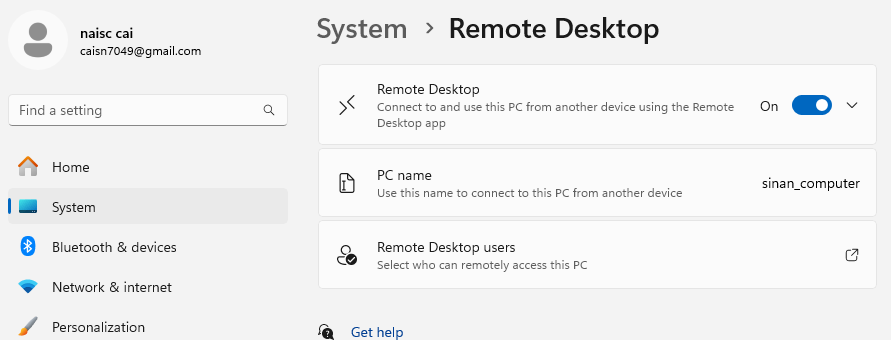 naisc cai
caisn7049@gmail.com
Find a setting
Home
System
Bluetooth & devices
Network & internet
Personalization
System > Remote Desktop
Remote Desktop
Connect to and use this PC from another device using the Remote
Desktop app
On
PC name
Use this name to connect to this PC from another device
sinan_computer
Remote Desktop users
Select who can remotely access this PC
Get help